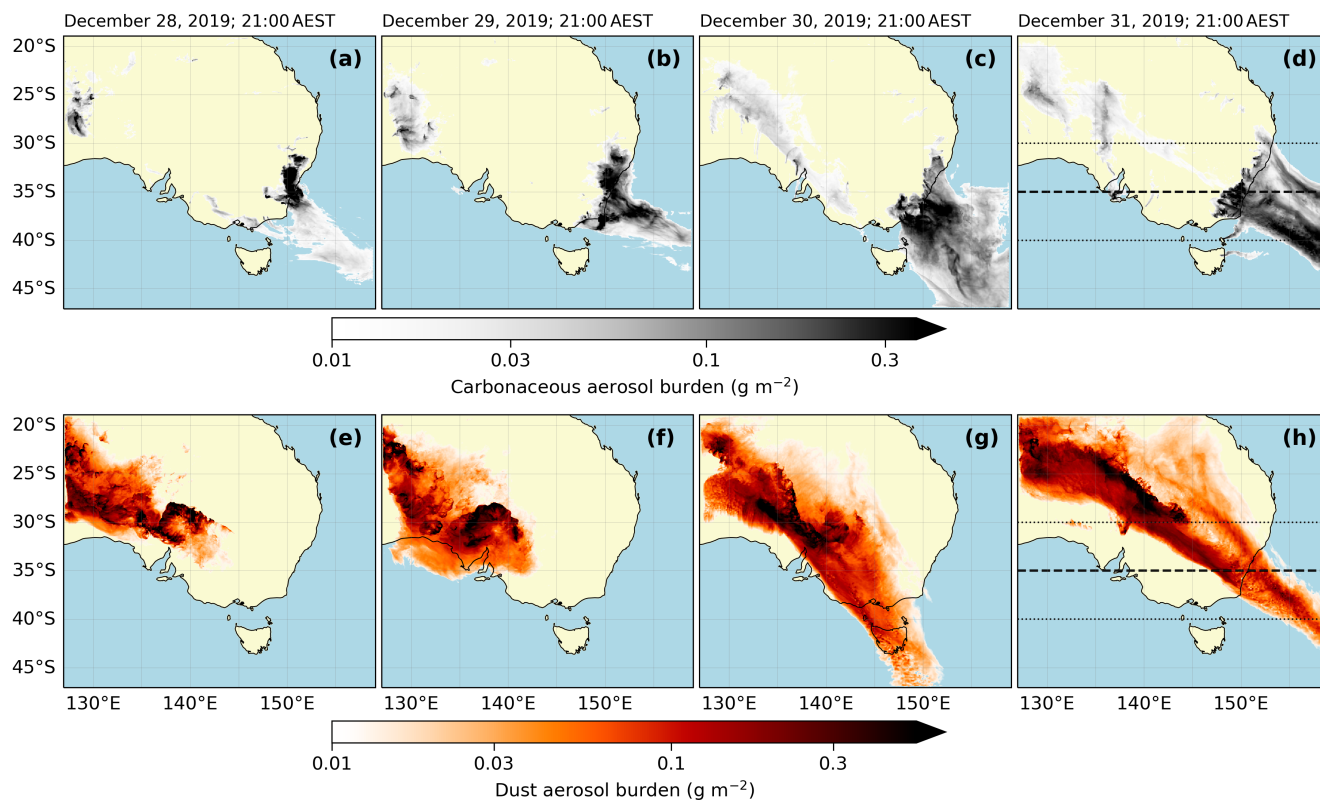 December 28, 2019; 21:00 AEST
December 29, 2019; 21:00 AEST
December 30, 2019; 21:00 AEST
December 31, 2019; 21:00 AEST
20°S
25°S
30°S
35°S
40°S
45°S
(a)
(b)
(c)
(d)
0.01
0.03
0.1
0.3
Carbonaceous aerosol burden (g m⁻²)
20°S
25°S
30°S
35°S
40°S
45°S
(e)
(f)
(g)
(h)
130°E
140°E
150°E
130°E
140°E
150°E
130°E
140°E
150°E
130°E
140°E
150°E
0.01
0.03
0.1
0.3
Dust aerosol burden (g m⁻²)